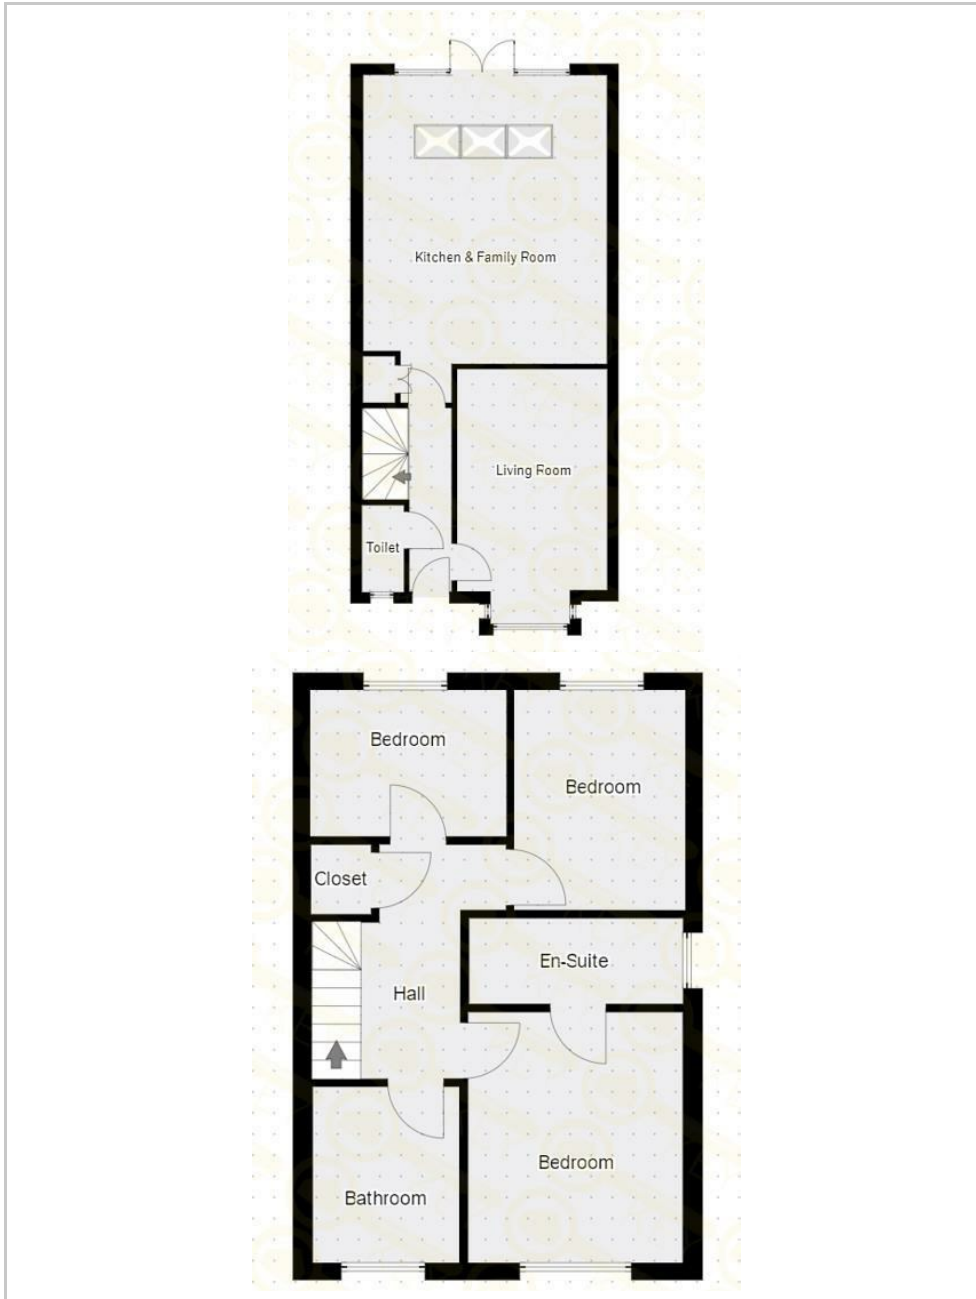 Kitchen & Family Room
Living Room
Toilet
Bedroom
Bedroom
Closet
En-Suite
Hall
Bedroom
Bathroom